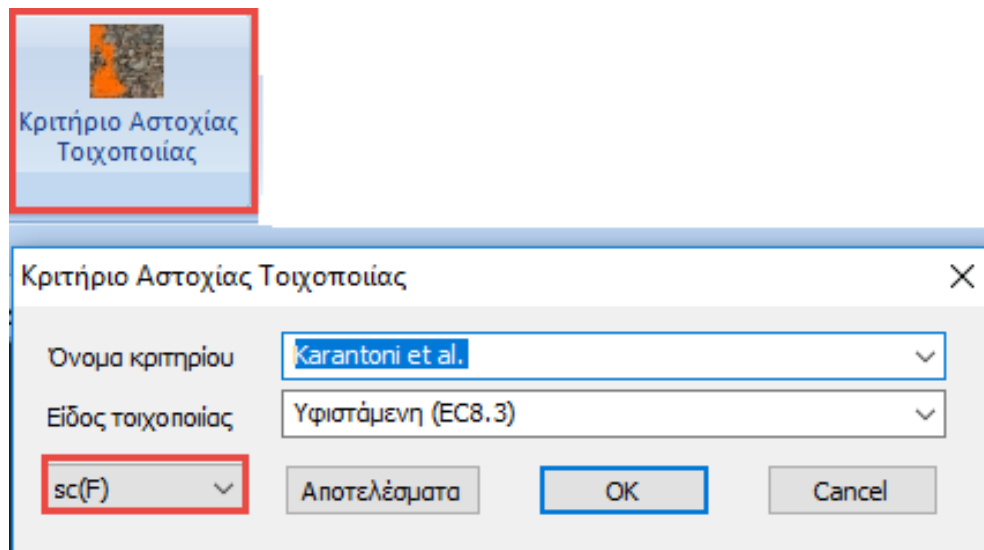 Κριτήριο Αστοχίας
Τοιχοποιίας
Κριτήριο Αστοχίας Τοιχοποιίας
Όνομα κριτηρίου
Karantoni et al.
Είδος τοιχοποιίας
Υφιστάμενη (EC8.3)
sc(F)
Αποτελέσματα
OK
Cancel